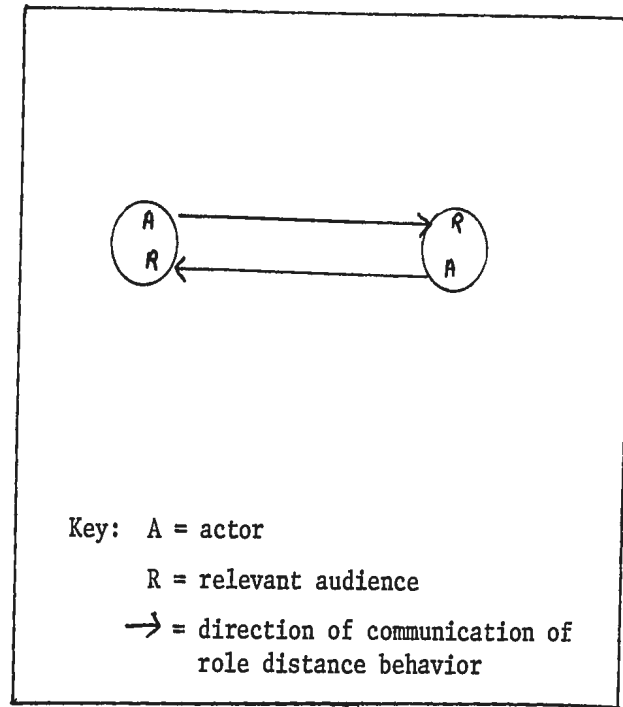 A R
R A
Key: A = actor
R = relevant audience
→ = direction of communication of
role distance behavior